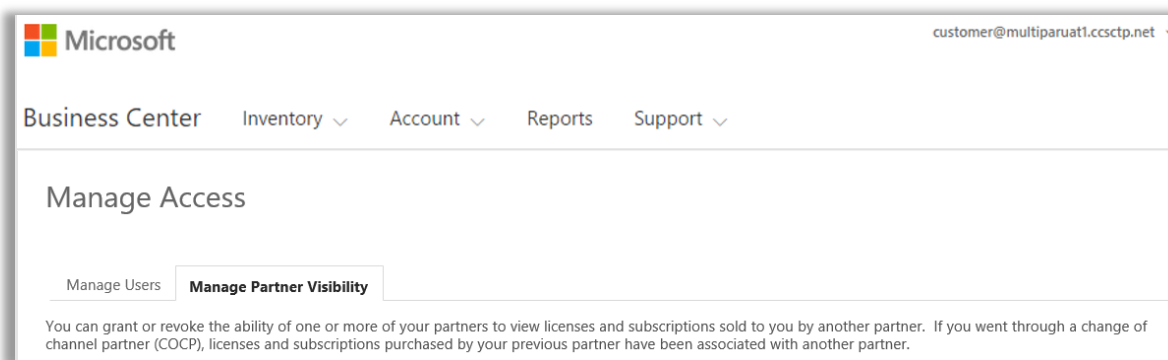 Microsoft
customer@multiparuat1.ccsctp.net
Business Center Inventory Account Reports Support
Manage Access
Manage Users Manage Partner Visibility
You can grant or revoke the ability of one or more of your partners to view licenses and subscriptions sold to you by another partner. If you went through a change of
channel partner (COCP), licenses and subscriptions purchased by your previous partner have been associated with another partner.